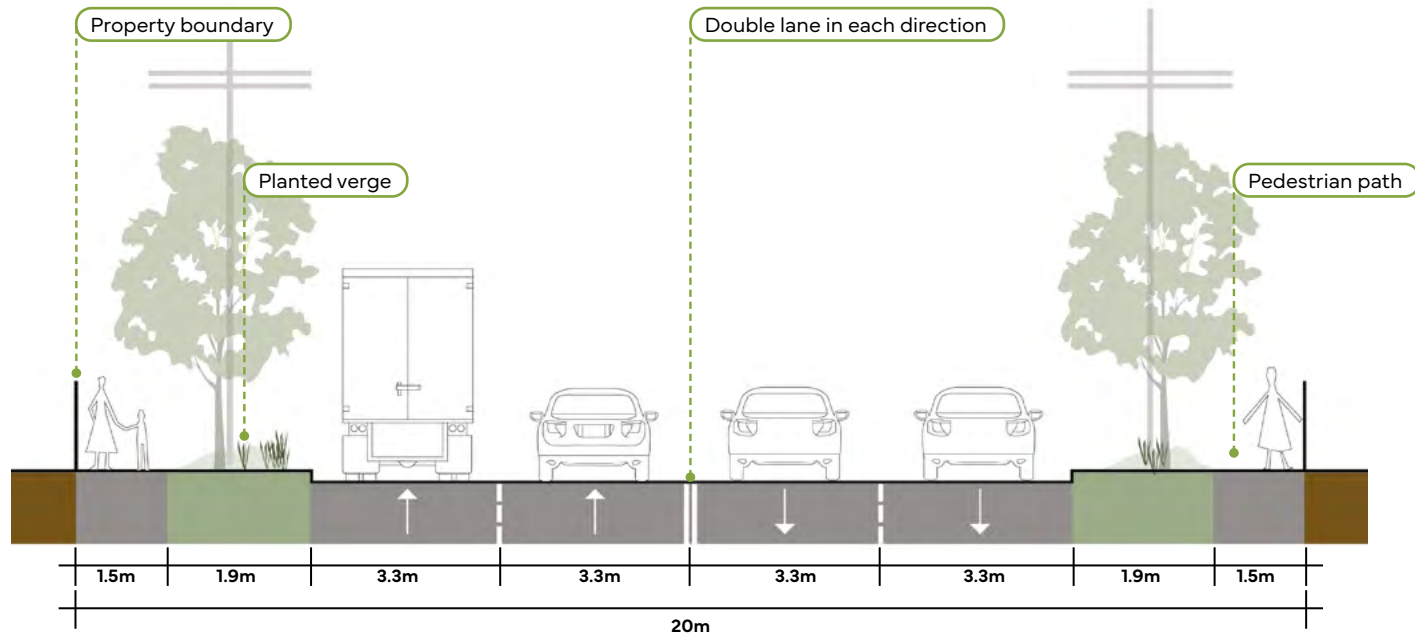 Property boundary
Double lane in each direction
Planted verge
Pedestrian path
1.5m
1.9m
3.3m
3.3m
3.3m
3.3m
1.9m
1.5m
20m